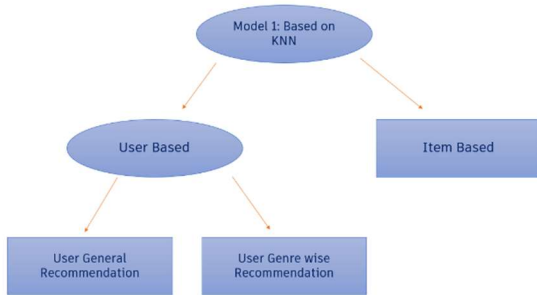 Model 1: Based on
KNN
User Based
Item Based
User General
Recommendation
User Genre wise
Recommendation